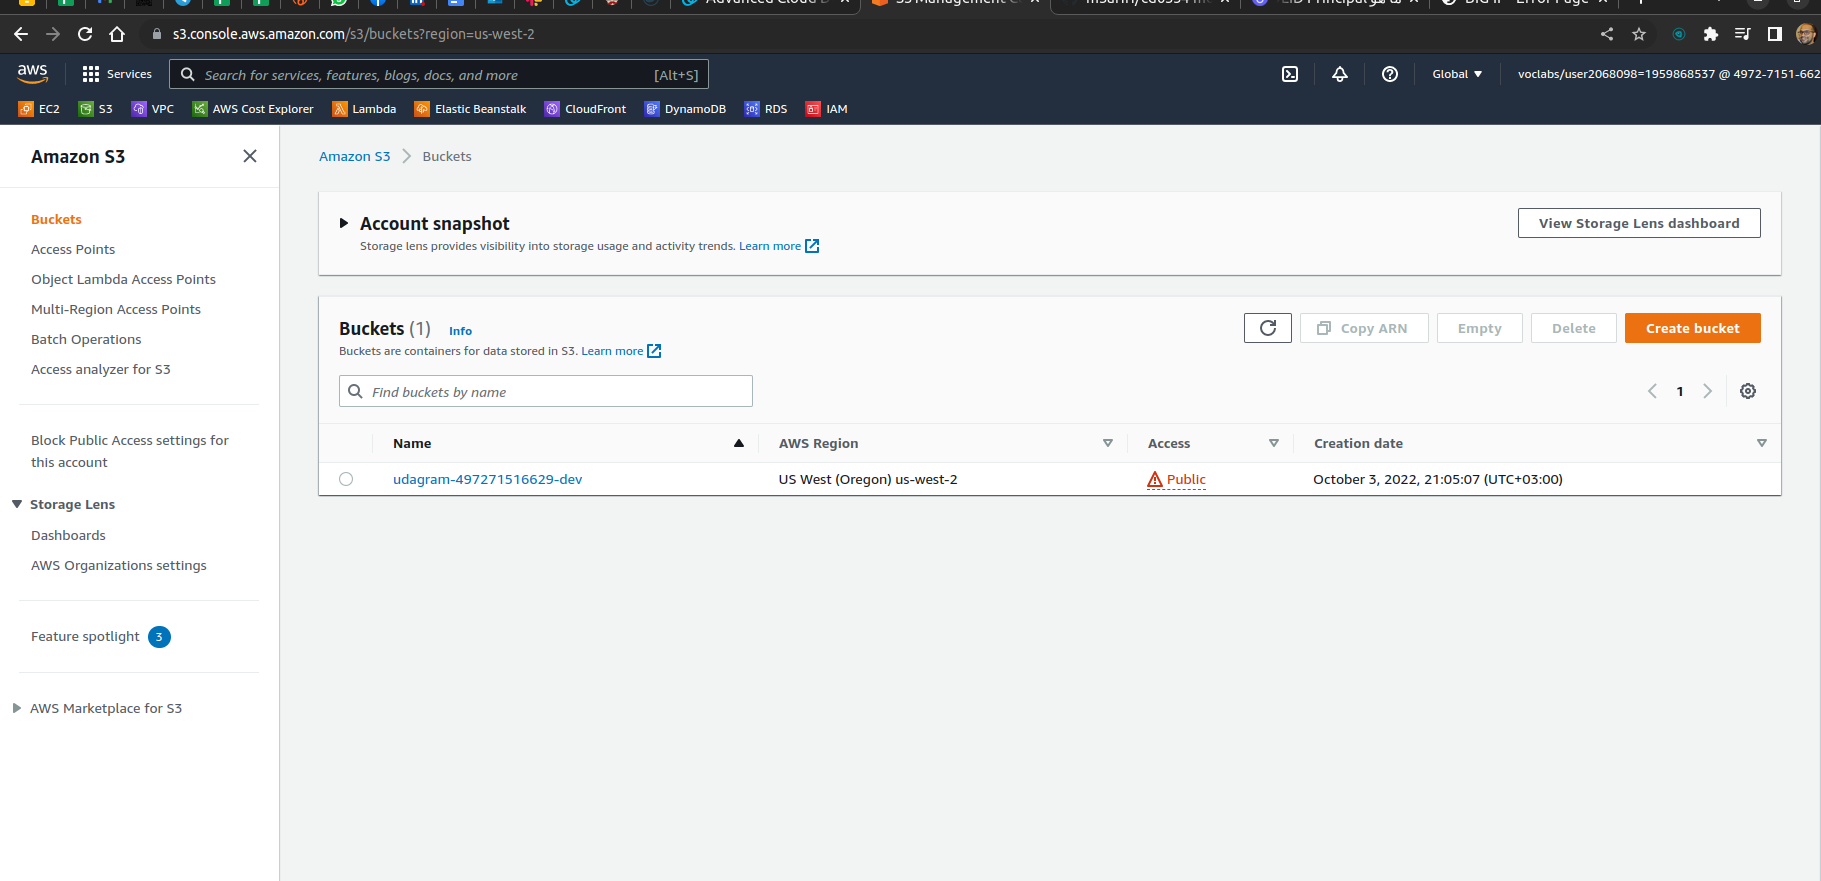 s3.console.aws.amazon.com/s3/buckets?region=us-west-2
aws
Services
Search for services, features, blogs, docs, and more
[Alt+S]
Global
voclabs/user2068098=1959868537 @ 4972-7151-662
EC2
S3
VPC
AWS Cost Explorer
Lambda
Elastic Beanstalk
CloudFront
DynamoDB
RDS
IAM
Amazon S3
Buckets
Access Points
Object Lambda Access Points
Multi-Region Access Points
Batch Operations
Access analyzer for S3
Block Public Access settings for
this account
Storage Lens
Dashboards
AWS Organizations settings
Feature spotlight 3
AWS Marketplace for S3
Amazon S3
Buckets
Account snapshot
Storage lens provides visibility into storage usage and activity trends. Learn more
View Storage Lens dashboard
Buckets (1) Info
Buckets are containers for data stored in S3. Learn more
Copy ARN
Empty
Delete
Create bucket
Find buckets by name
1
Name
AWS Region
Access
Creation date
udagram-497271516629-dev
US West (Oregon) us-west-2
Public
October 3, 2022, 21:05:07 (UTC+03:00)